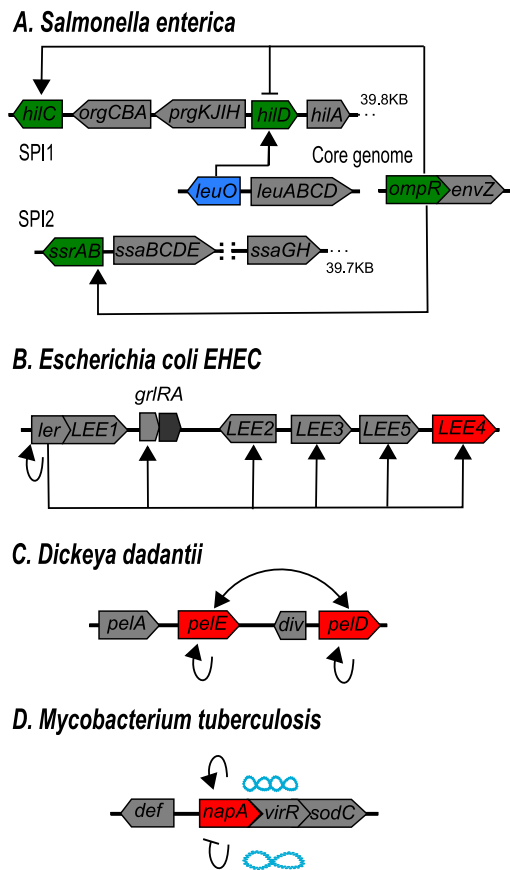 A. Salmonella enterica
hilC orgCBA prgKJIH hilD hilA 39.8KB
SPI1 Core genome
leuO leuABCD ompR envZ
SPI2
ssrAB ssaBCDE ssaGH 39.7KB
B. Escherichia coli EHEC
grlRA
ler LEE1 LEE2 LEE3 LEE5 LEE4
C. Dickeya dadantii
pelA pelE div pelD
D. Mycobacterium tuberculosis
def napA virR sodC